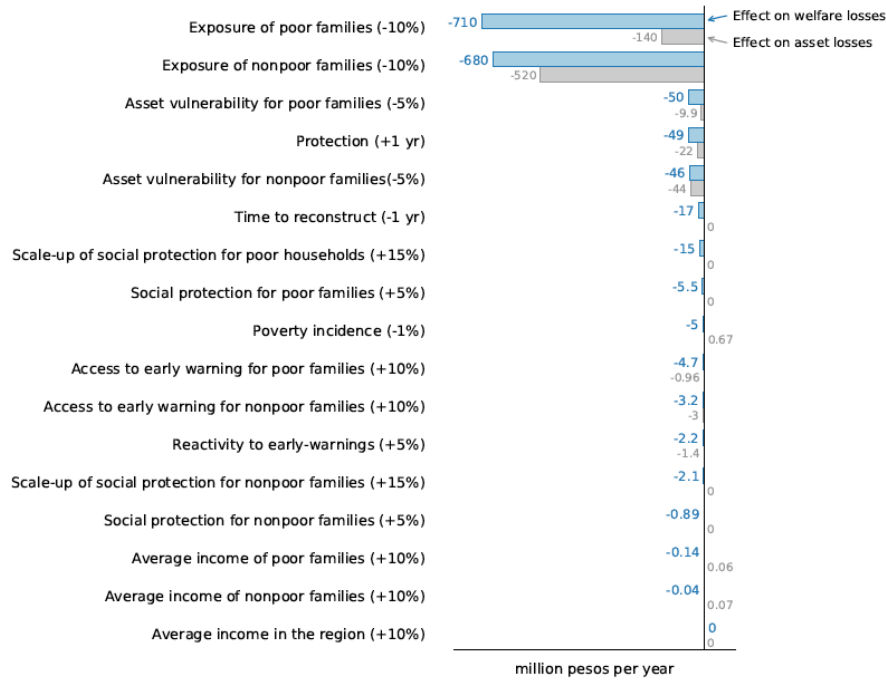 Effect on welfare losses
Exposure of poor families (-10%) -710
-140 Effect on asset losses
Exposure of nonpoor families (-10%) -680
-520
Asset vulnerability for poor families (-5%) -50
-9.9
Protection (+1 yr) -49
-22
Asset vulnerability for nonpoor families(-5%) -46
-44
Time to reconstruct (-1 yr) -17
0
Scale-up of social protection for poor households (+15%) -15
0
Social protection for poor families (+5%) -5.5
0
Poverty incidence (-1%) -5
0.67
Access to early warning for poor families (+10%) -4.7
-0.96
Access to early warning for nonpoor families (+10%) -3.2
-3
Reactivity to early-warnings (+5%) -2.2
-1.4
Scale-up of social protection for nonpoor families (+15%) -2.1
0
Social protection for nonpoor families (+5%) -0.89
0
Average income of poor families (+10%) -0.14
0.06
Average income of nonpoor families (+10%) -0.04
0.07
Average income in the region (+10%) 0
0
million pesos per year